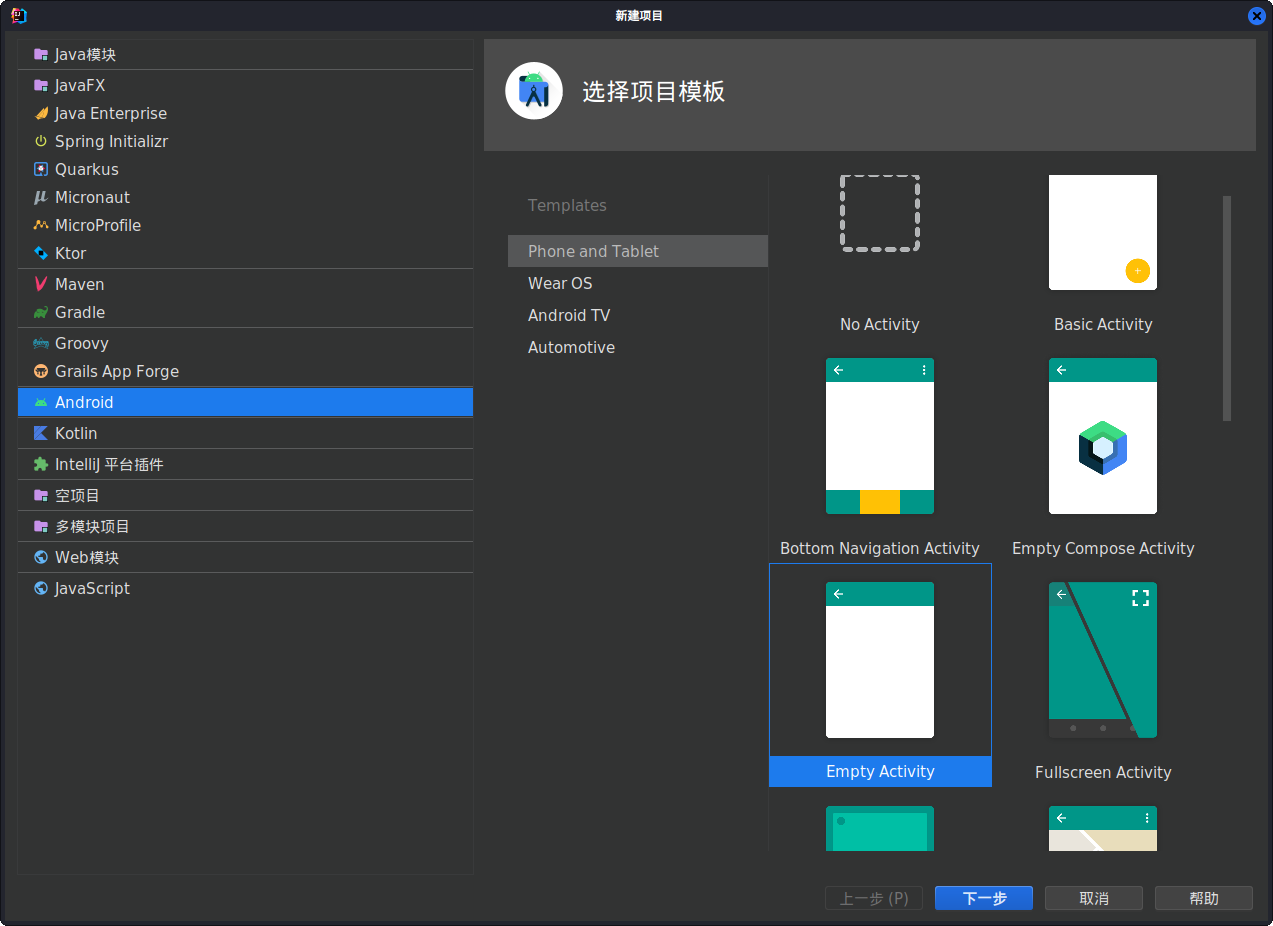 新建项目
Java模块
JavaFX
Java Enterprise
Spring Initializr
Quarkus
Micronaut
MicroProfile
Ktor
Maven
Gradle
Groovy
Grails App Forge
Android
Kotlin
IntelliJ 平台插件
空项目
多模块项目
Web模块
JavaScript
选择项目模板
Templates
Phone and Tablet
Wear OS
Android TV
Automotive
No Activity
Basic Activity
Bottom Navigation Activity
Empty Compose Activity
Empty Activity
Fullscreen Activity
上一步 (P)
下一步
取消
帮助